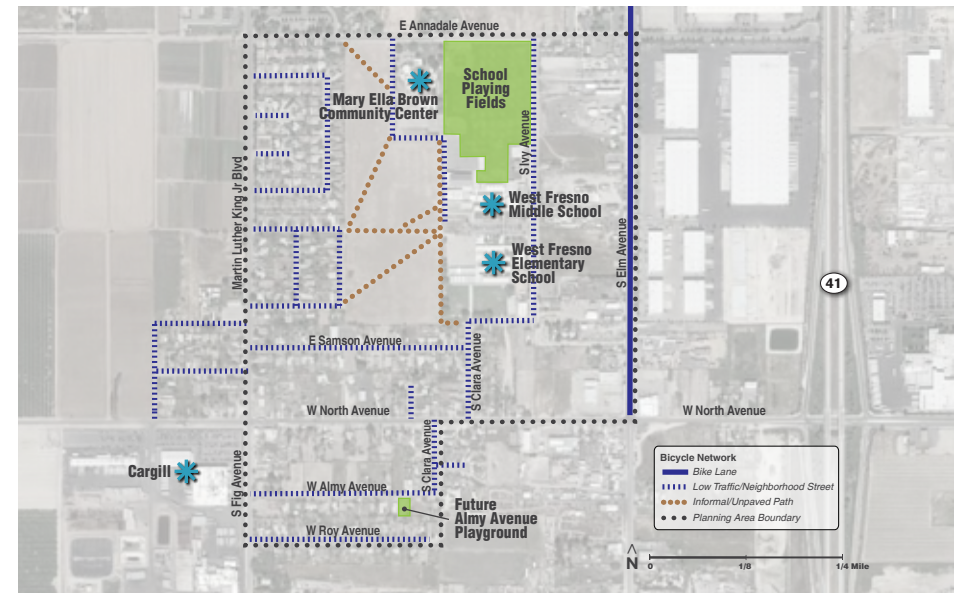 E Annadale Avenue
School
Playing
Fields
Mary Ella Brown
Community Center
S Ivy Avenue
Martin Luther King Jr Blvd
West Fresno
Middle School
West Fresno
Elementary
School
S Elm Avenue
41
E Samson Avenue
S Clara Avenue
W North Avenue
W North Avenue
S Clara Avenue
Cargill
S Fig Avenue
W Almy Avenue
Future
Almy Avenue
Playground
W Roy Avenue
Bicycle Network
Bike Lane
Low Traffic/Neighborhood Street
Informal/Unpaved Path
Planning Area Boundary
N
0
1/8
1/4 Mile